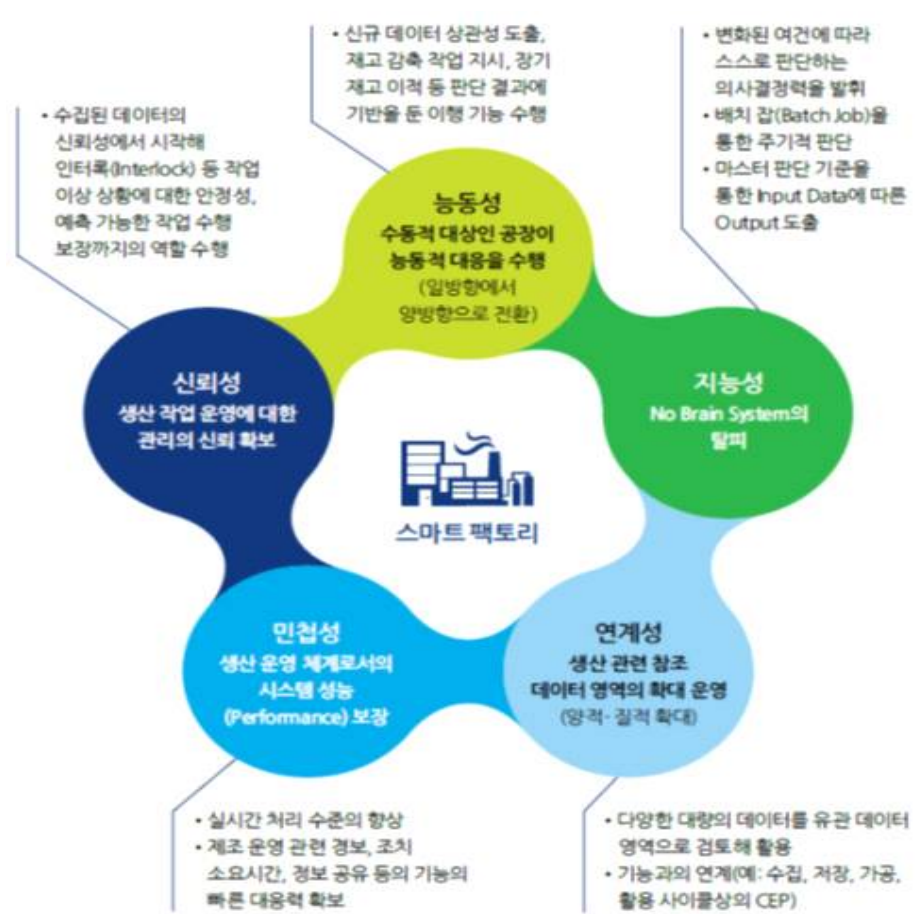 • 신규 데이터 상관성 도출,
재고 감축 작업 지시, 장기
재고 이적 등 판단 결과에
기반을 둔 이행 기능 수행
• 변화된 여건에 따라
스스로 판단하는
의사결정력을 발휘
• 배치 잡(Batch Job)을
통한 주기적 판단
• 마스터 판단 기준을
통한 Input Data에 따른
Output 도출
• 수집된 데이터의
신뢰성에서 시작해
인터록(Interlock) 등 작업
이상 상황에 대한 안정성,
예측 가능한 작업 수행
보장까지의 역할 수행
능동성
수동적 대상인 공장이
능동적 대응을 수행
(일방향에서
양방향으로 전환)
신뢰성
생산 작업 운영에 대한
관리의 신뢰 확보
지능성
No Brain System의
탈피
스마트 팩토리
민첩성
생산 운영 체계로서의
시스템 성능
(Performance) 보장
연계성
생산 관련 참조
데이터 영역의 확대 운영
(양적·질적 확대)
• 실시간 처리 수준의 향상
• 제조 운영 관련 경보, 조치
소요시간, 정보 공유 등의 기능의
빠른 대응력 확보
• 다양한 대량의 데이터를 유관 데이터
영역으로 검토해 활용
• 기능과의 연계(예: 수집, 저장, 가공,
활용 사이클상의 CEP)